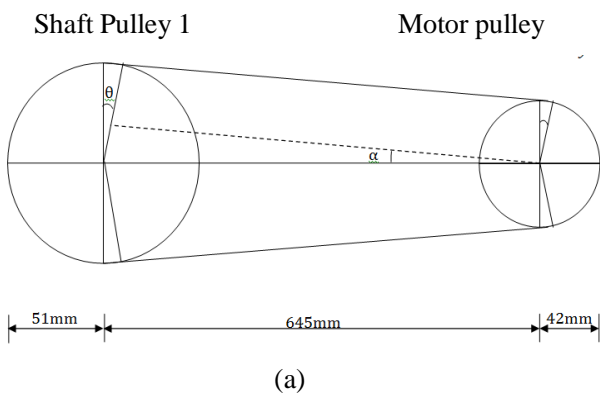 Shaft Pulley 1 Motor pulley
θ
α
51mm 645mm 42mm
(a)